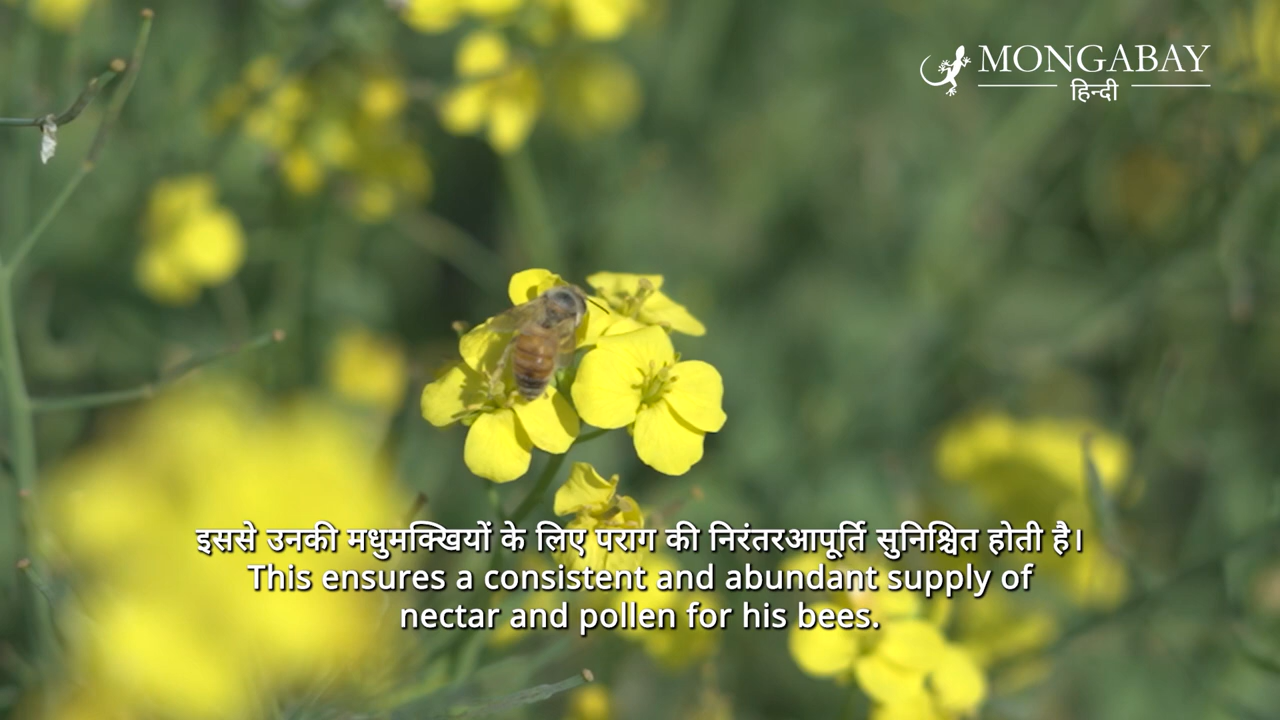 MONGABAY
हिन्दी
इससे उनकी मधुमक्खियों के लिए पराग की निरंतरआपूर्ति सुनिश्चित होती है।
This ensures a consistent and abundant supply of
nectar and pollen for his bees.